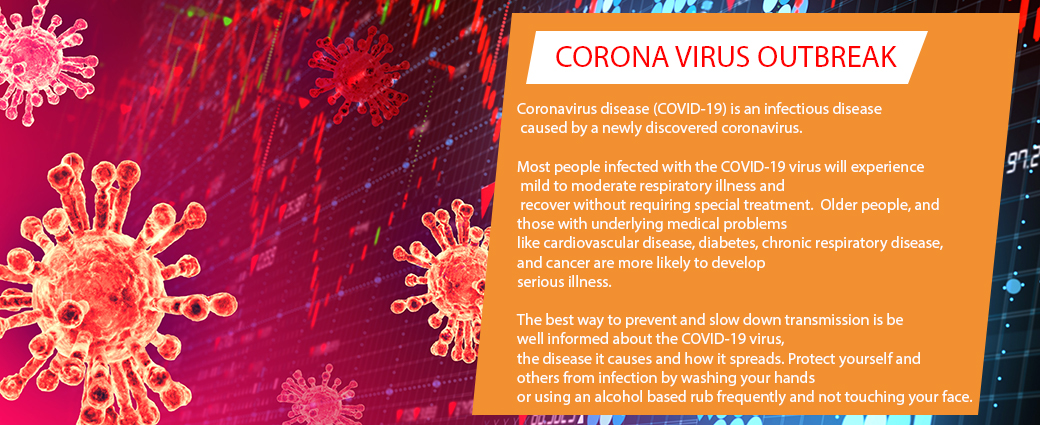 CORONA VIRUS OUTBREAK
Coronavirus disease (COVID-19) is an infectious disease
caused by a newly discovered coronavirus.
Most people infected with the COVID-19 virus will experience
mild to moderate respiratory illness and
recover without requiring special treatment.  Older people, and
those with underlying medical problems
like cardiovascular disease, diabetes, chronic respiratory disease,
and cancer are more likely to develop
serious illness.
The best way to prevent and slow down transmission is be
well informed about the COVID-19 virus,
the disease it causes and how it spreads. Protect yourself and
others from infection by washing your hands
or using an alcohol based rub frequently and not touching your face.
97.2